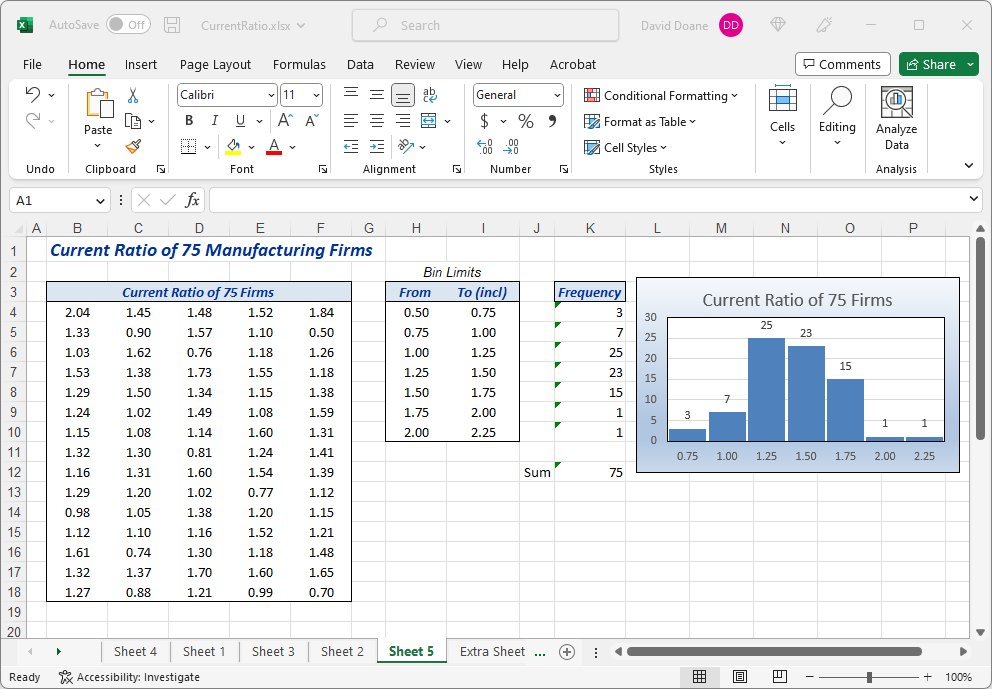 AutoSave Off CurrentRatio.xlsx Search David Doane DD
File Home Insert Page Layout Formulas Data Review View Help Acrobat Comments Share
Calibri 11 ab c General Conditional Formatting
Paste B I U A A $ % 9 Format as Table Cells Editing Analyze Data
A .00 .00 Cell Styles
Undo Clipboard Font Alignment Number Styles Analysis
A1 fx
A B C D E F G H I J K L M N O P
1 Current Ratio of 75 Manufacturing Firms
2 Bin Limits
3 Current Ratio of 75 Firms From To (incl) Frequency
4 2.04 1.45 1.48 1.52 1.84 0.50 0.75 3
5 1.33 0.90 1.57 1.10 0.50 0.75 1.00 7
6 1.03 1.62 0.76 1.18 1.26 1.00 1.25 25
7 1.53 1.38 1.73 1.55 1.18 1.25 1.50 23
8 1.29 1.50 1.34 1.15 1.38 1.50 1.75 15
9 1.24 1.02 1.49 1.08 1.59 1.75 2.00 1
10 1.15 1.08 1.14 1.60 1.31 2.00 2.25 1
11 1.32 1.30 0.81 1.24 1.41
12 1.16 1.31 1.60 1.54 1.39 Sum 75
13 1.29 1.20 1.02 0.77 1.12
14 0.98 1.05 1.38 1.20 1.15
15 1.12 1.10 1.16 1.52 1.21
16 1.61 0.74 1.30 1.18 1.48
17 1.32 1.37 1.70 1.60 1.65
18 1.27 0.88 1.21 0.99 0.70
19
20
Current Ratio of 75 Firms
30
25
20
15
10
5
0
3 7 25 23 15 1 1
0.75 1.00 1.25 1.50 1.75 2.00 2.25
Sheet 4 Sheet 1 Sheet 3 Sheet 2 Sheet 5 Extra Sheet ...
Ready Accessibility: Investigate 100%